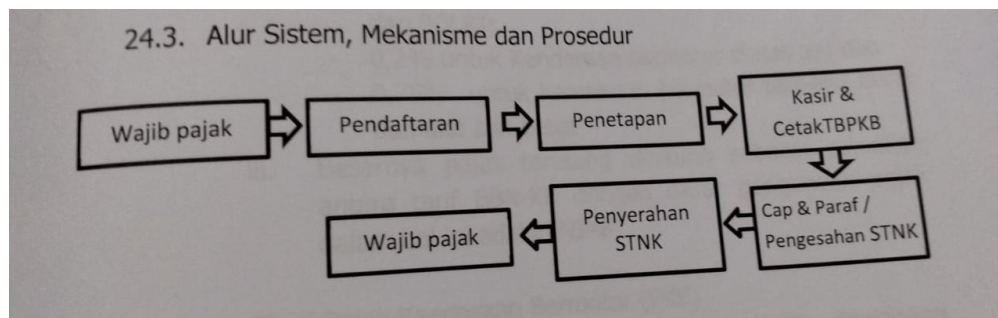 24.3. Alur Sistem, Mekanisme dan Prosedur
Wajib pajak
Pendaftaran
Penetapan
Kasir &
CetakTBPKB
Cap & Paraf /
Pengesahan STNK
Penyerahan
STNK
Wajib pajak